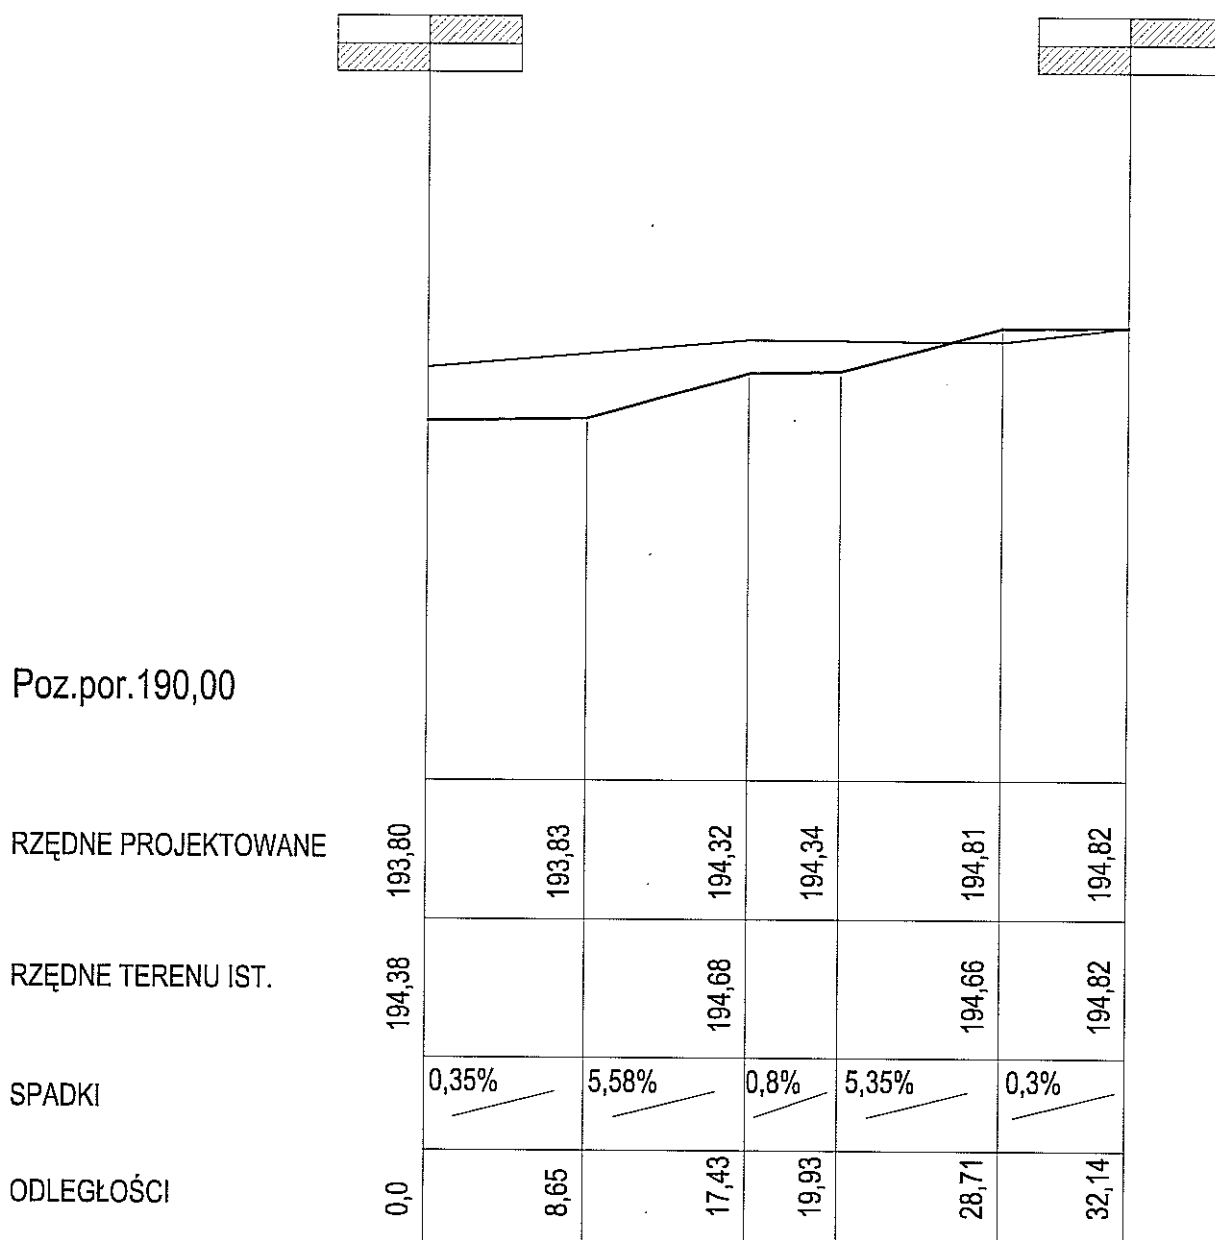 Poz.por.190,00
RZĘDNE PROJEKTOWANE 193,80 193,83 194,32 194,34 194,81 194,82
RZĘDNE TERENU IST. 194,38 194,68 194,66 194,82
SPADKI 0,35% 5,58% 0,8% 5,35% 0,3%
ODLEGŁOŚCI 0,0 8,65 17,43 19,93 28,71 32,14